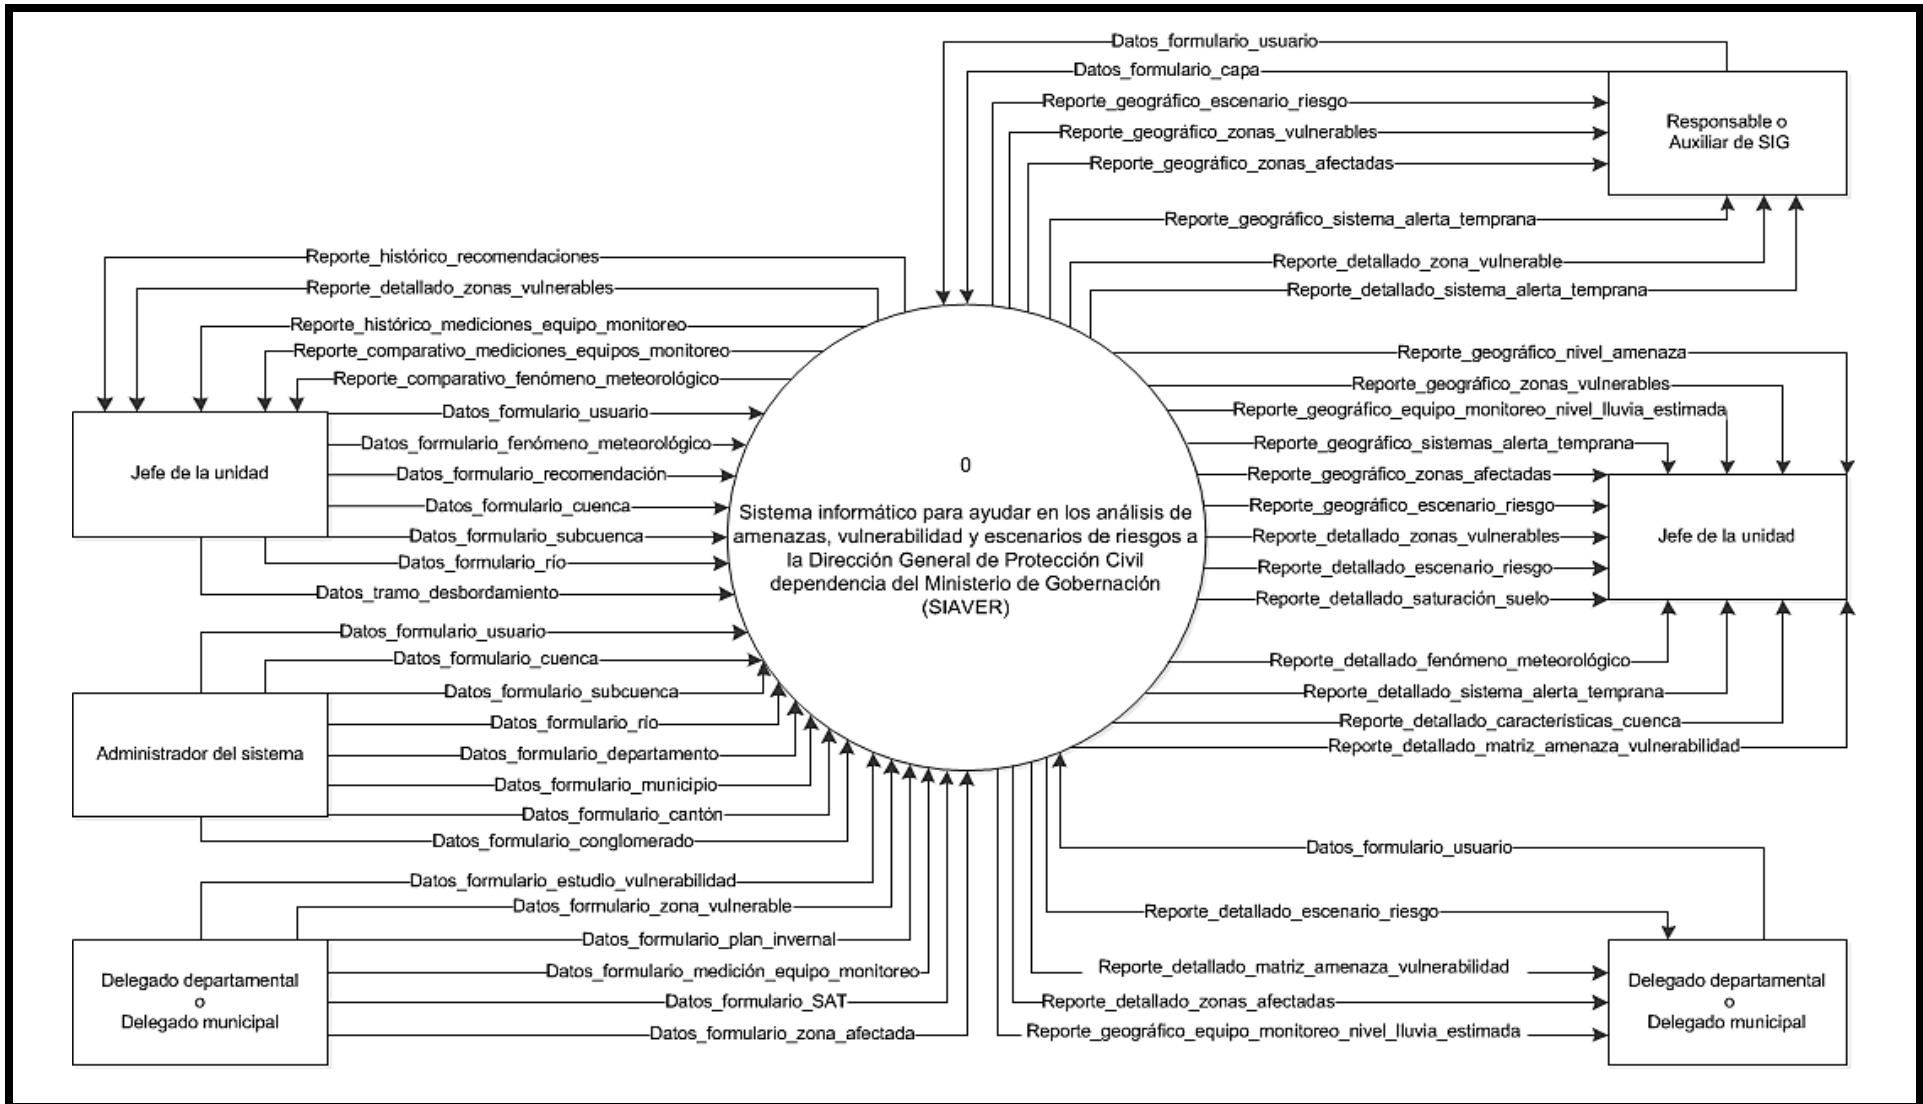 Datos_formulario_usuario
Datos_formulario_capa
Reporte_geográfico_escenario_riesgo
Reporte_geográfico_zonas_vulnerables
Reporte_geográfico_zonas_afectadas
Responsable o
Auxiliar de SIG
Reporte_geográfico_sistema_alerta_temprana
Reporte_detallado_zona_vulnerable
Reporte_detallado_sistema_alerta_temprana
Reporte_histórico_recomendaciones
Reporte_detallado_zonas_vulnerables
Reporte_histórico_mediciones_equipo_monitoreo
Reporte_comparativo_mediciones_equipos_monitoreo
Reporte_comparativo_fenómeno_meteorológico
Datos_formulario_usuario
Datos_formulario_fenómeno_meteorológico
Datos_formulario_recomendación
Datos_formulario_cuenca
Datos_formulario_subcuenca
Datos_formulario_río
Datos_tramo_desbordamiento
Jefe de la unidad
0
Sistema informático para ayudar en los análisis de
amenazas, vulnerabilidad y escenarios de riesgos a
la Dirección General de Protección Civil
dependencia del Ministerio de Gobernación
(SIAVER)
Reporte_geográfico_nivel_amenaza
Reporte_geográfico_zonas_vulnerables
Reporte_geográfico_equipo_monitoreo_nivel_lluvia_estimada
Reporte_geográfico_sistemas_alerta_temprana
Reporte_geográfico_zonas_afectadas
Reporte_geográfico_escenario_riesgo
Reporte_detallado_zonas_vulnerables
Reporte_detallado_escenario_riesgo
Reporte_detallado_saturación_suelo
Jefe de la unidad
Reporte_detallado_fenómeno_meteorológico
Reporte_detallado_sistema_alerta_temprana
Reporte_detallado_características_cuenca
Reporte_detallado_matriz_amenaza_vulnerabilidad
Datos_formulario_usuario
Datos_formulario_cuenca
Datos_formulario_subcuenca
Datos_formulario_río
Datos_formulario_departamento
Datos_formulario_municipio
Datos_formulario_cantón
Datos_formulario_conglomerado
Administrador del sistema
Datos_formulario_estudio_vulnerabilidad
Datos_formulario_zona_vulnerable
Datos_formulario_plan_invernal
Datos_formulario_medición_equipo_monitoreo
Datos_formulario_SAT
Datos_formulario_zona_afectada
Delegado departamental
o
Delegado municipal
Datos_formulario_usuario
Reporte_detallado_escenario_riesgo
Reporte_detallado_matriz_amenaza_vulnerabilidad
Reporte_detallado_zonas_afectadas
Reporte_geográfico_equipo_monitoreo_nivel_lluvia_estimada
Delegado departamental
o
Delegado municipal